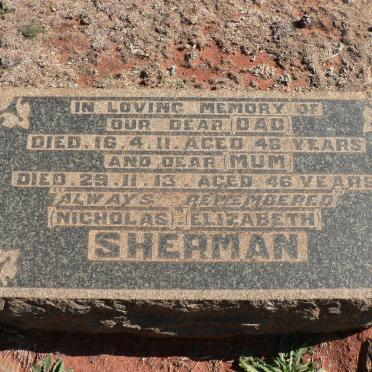 IN LOVING MEMORY OF
OUR DEAR (DAD)
DIED. 16.4.11. AGED 46 YEARS
AND DEAR (MUM)
DIED. 29.11.13. AGED 46 YEARS
ALWAYS REMEMBERED
(NICHOLAS) - (ELIZABETH)
SHERMAN